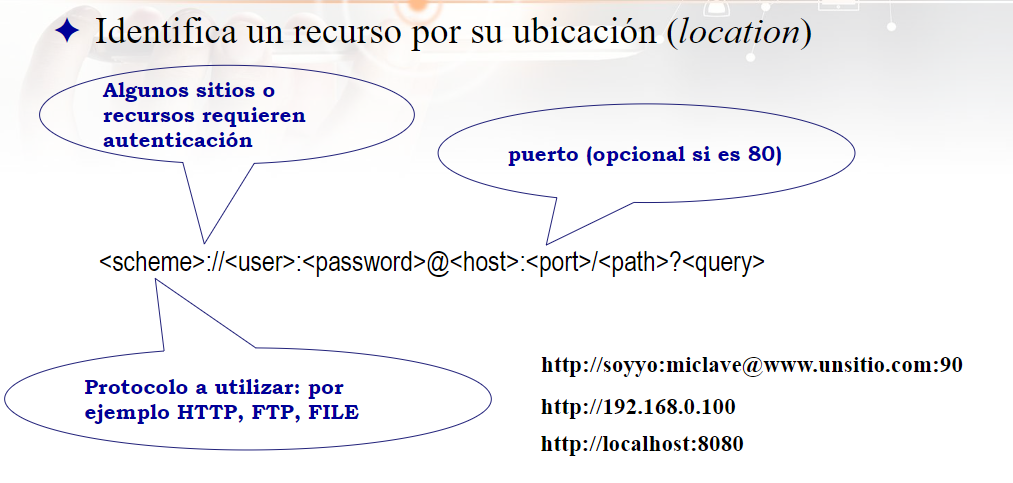 Identifica un recurso por su ubicación (location)
Algunos sitios o
recursos requieren
autenticación
puerto (opcional si es 80)
<scheme>://<user>:<password>@<host>:<port>/<path>?<query>
Protocolo a utilizar: por
ejemplo HTTP, FTP, FILE
http://soyyo:miclave@www.unsitio.com:90
http://192.168.0.100
http://localhost:8080